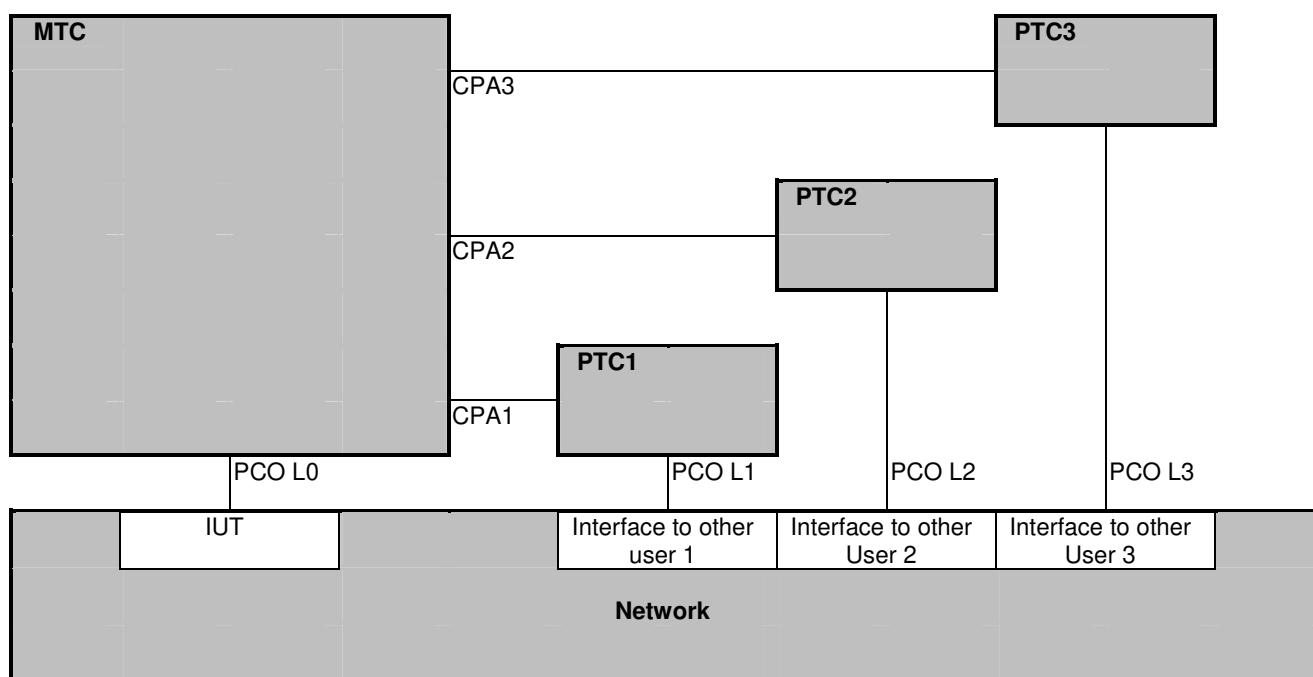 MTC
PTC3
CPA3
PTC2
CPA2
PTC1
CPA1
PCO L0
PCO L1
PCO L2
PCO L3
IUT
Interface to other
user 1
Interface to other
User 2
Interface to other
User 3
Network